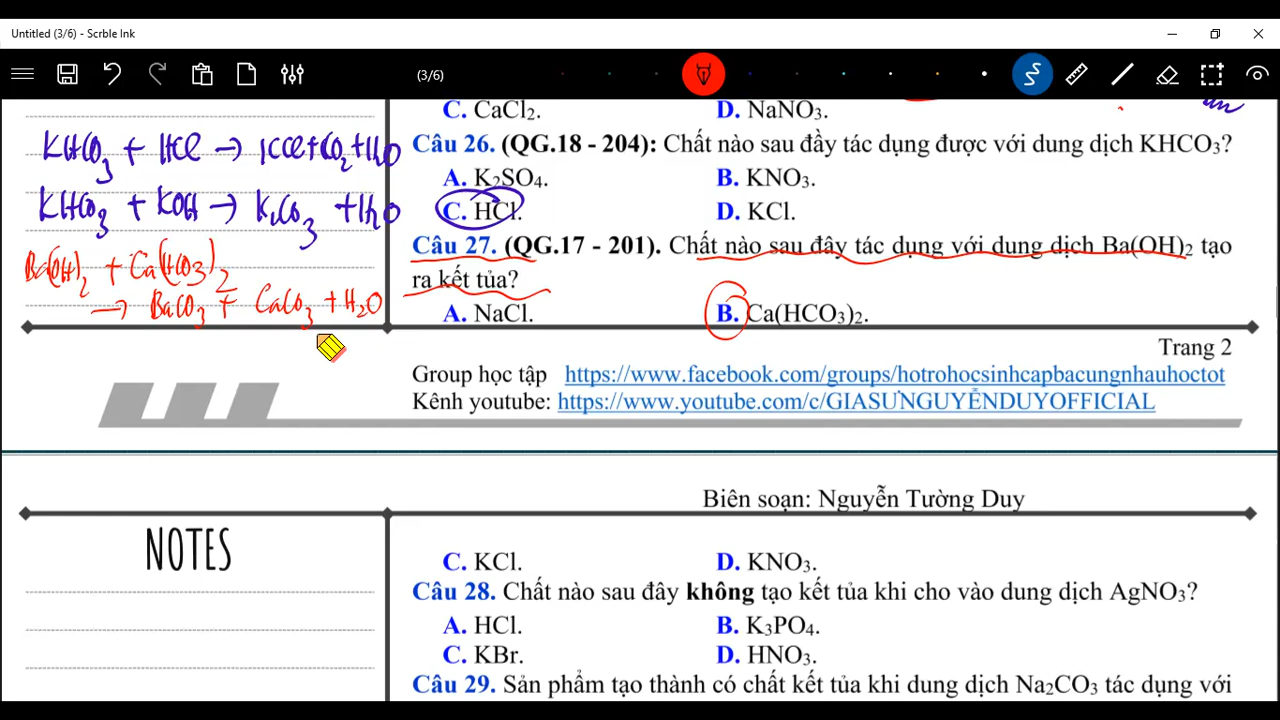 Untitled (3/6) - Scrble Ink
(3/6)
C. CaCl₂. D. NaNO₃.
KHCO₃ + HCl → KCl + CO₂ + H₂O
Câu 26. (QG.18 - 204): Chất nào sau đầy tác dụng được với dung dịch KHCO₃?
A. K₂SO₄. B. KNO₃.
KHCO₃ + KOH → K₂CO₃ + H₂O
C. HCl. D. KCl.
Câu 27. (QG.17 - 201). Chất nào sau đây tác dụng với dung dịch Ba(OH)₂ tạo
ra kết tủa?
Ba(OH)₂ + Ca(HCO₃)₂
→ BaCO₃ + CaCO₃ + H₂O
A. NaCl. B. Ca(HCO₃)₂.
Trang 2
Group học tập https://www.facebook.com/groups/hotrohocsinhcapbacungnhauhoctot
Kênh youtube: https://www.youtube.com/c/GIASƯNGUYỄNDUYOFFICIAL
Biên soạn: Nguyễn Tường Duy
NOTES
C. KCl. D. KNO₃.
Câu 28. Chất nào sau đây không tạo kết tủa khi cho vào dung dịch AgNO₃?
A. HCl. B. K₃PO₄.
C. KBr. D. HNO₃.
Câu 29. Sản phẩm tạo thành có chất kết tủa khi dung dịch Na₂CO₃ tác dụng với